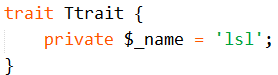 trait Ttrait {
    private $_name = 'lsl';
}